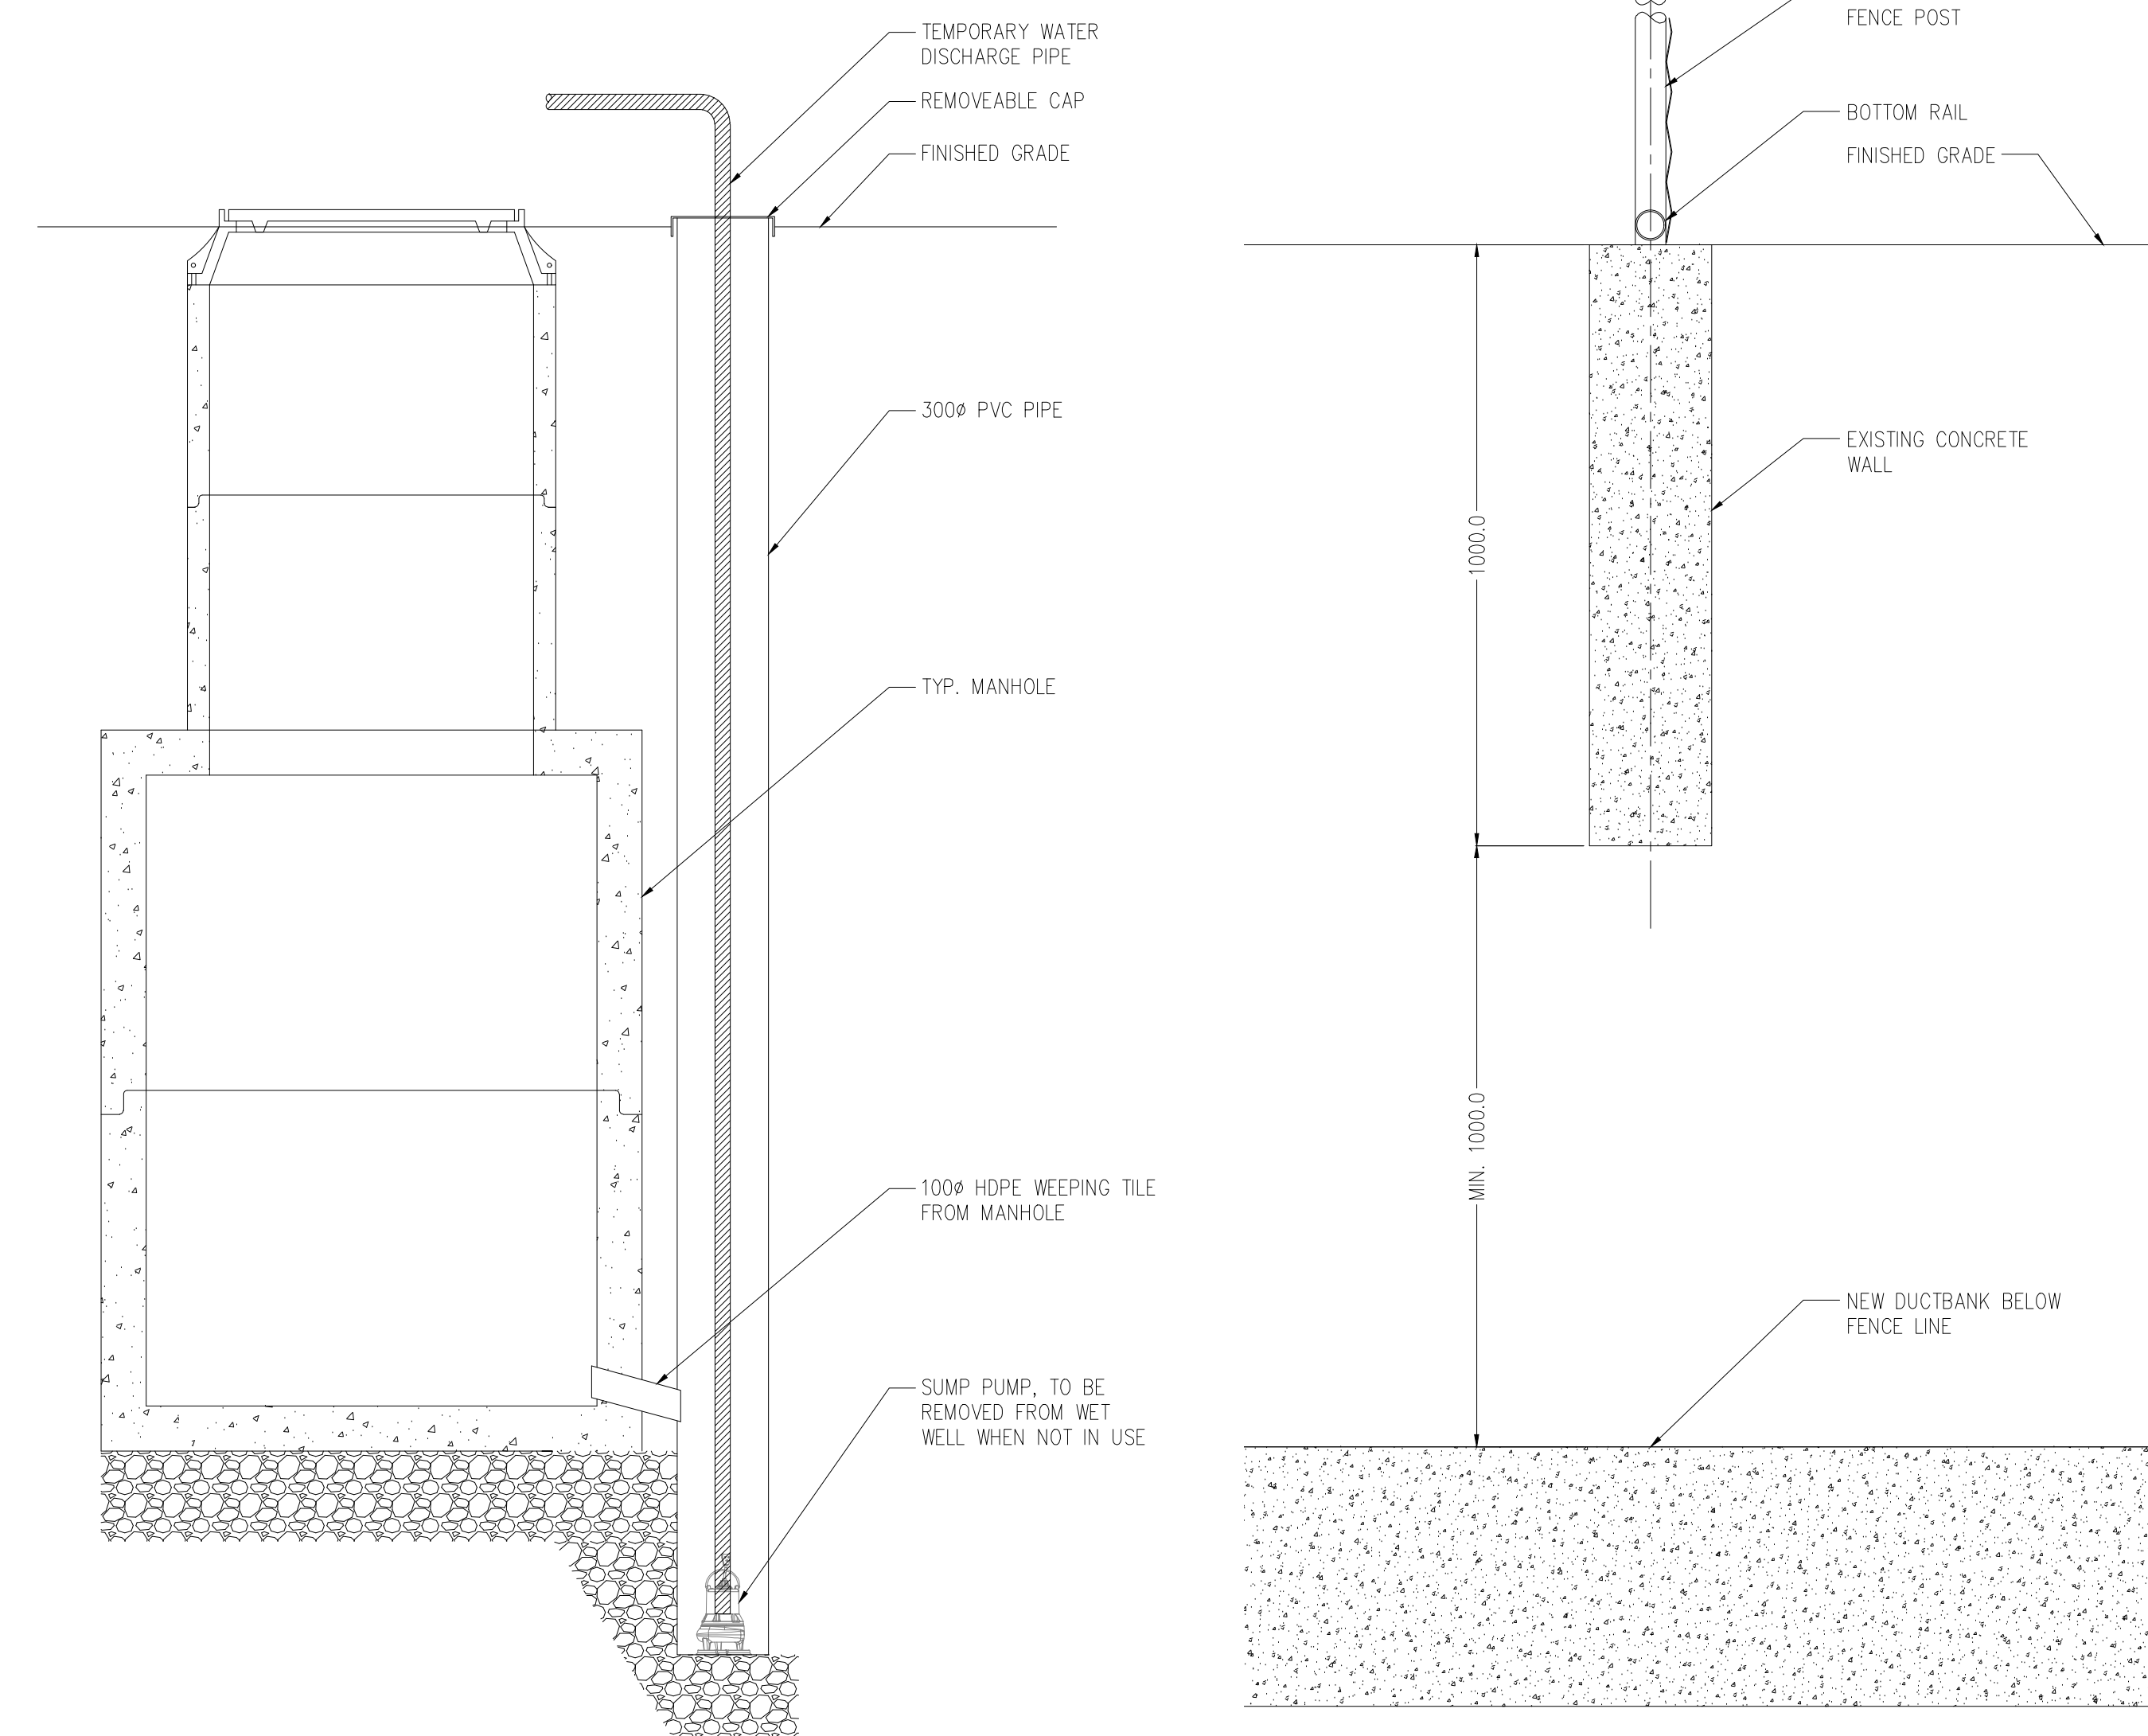 TEMPORARY WATER
DISCHARGE PIPE
REMOVEABLE CAP
FINISHED GRADE
300ø PVC PIPE
TYP. MANHOLE
100ø HDPE WEEPING TILE
FROM MANHOLE
SUMP PUMP, TO BE
REMOVED FROM WET
WELL WHEN NOT IN USE
FENCE POST
BOTTOM RAIL
FINISHED GRADE
EXISTING CONCRETE
WALL
1000.0
MIN. 1000.0
NEW DUCTBANK BELOW
FENCE LINE